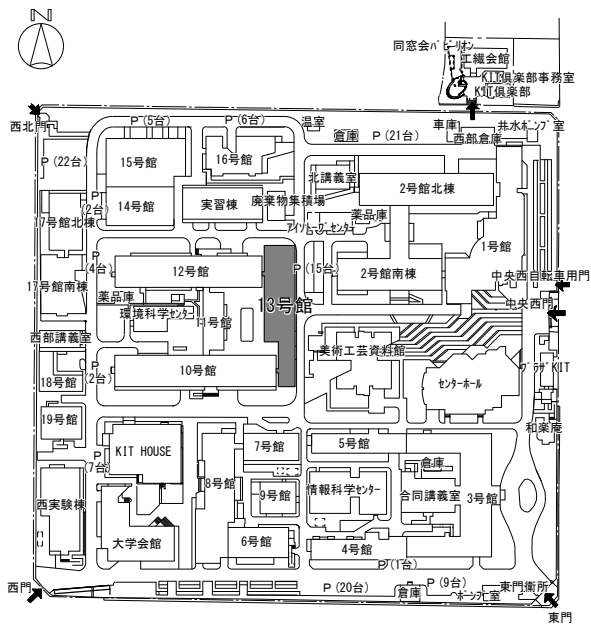 N
同窓会パビリオン
工繊会館
KIT倶楽部事務室
KIT倶楽部
西北門
P(5台)
P(6台)
温室
倉庫
P(21台)
車庫
西部倉庫
井水ポンプ室
P(22台)
15号館
16号館
北講義室
2号館北棟
P(2台)
14号館
実習棟
廃棄物集積場
薬品庫
17号館北棟
アイソトープセンター
1号館
P(4台)
12号館
P(15台)
2号館南棟
中央西自転車用門
17号館南棟
薬品庫
13号館
中央西門
環境科学センター
11号館
西部講義室
美術工芸資料館
10号館
P(2台)
18号館
センターホール
プラザKIT
19号館
和楽庵
KIT HOUSE
7号館
5号館
P(7台)
倉庫
8号館
9号館
情報科学センター
合同講義室
3号館
西実験棟
大学会館
6号館
4号館
P(1台)
西門
P(20台)
P(9台)
倉庫
ポンプ室
東門衛所
東門